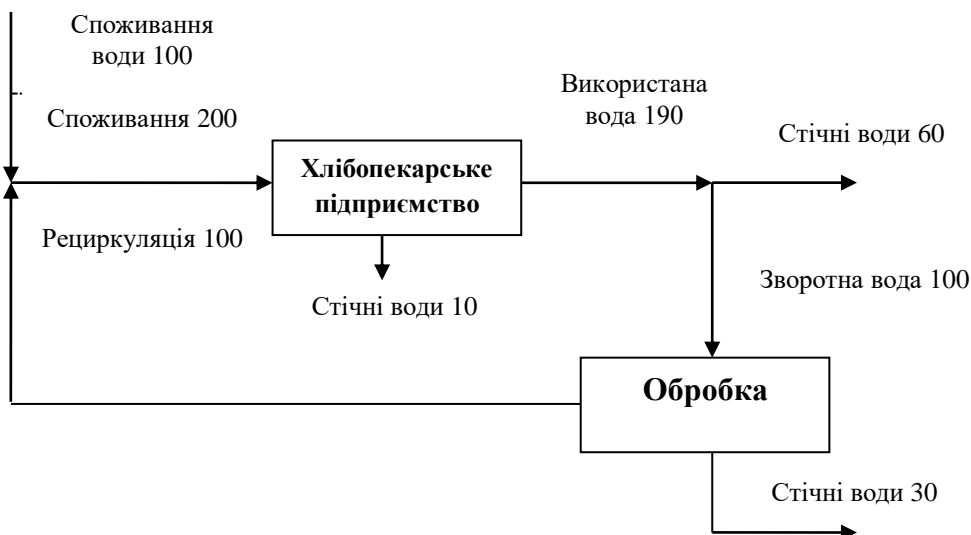 Споживання
води 100
Споживання 200
Використана
вода 190
Стічні води 60
Хлібопекарське
підприємство
Рециркуляція 100
Стічні води 10
Зворотна вода 100
Обробка
Стічні води 30